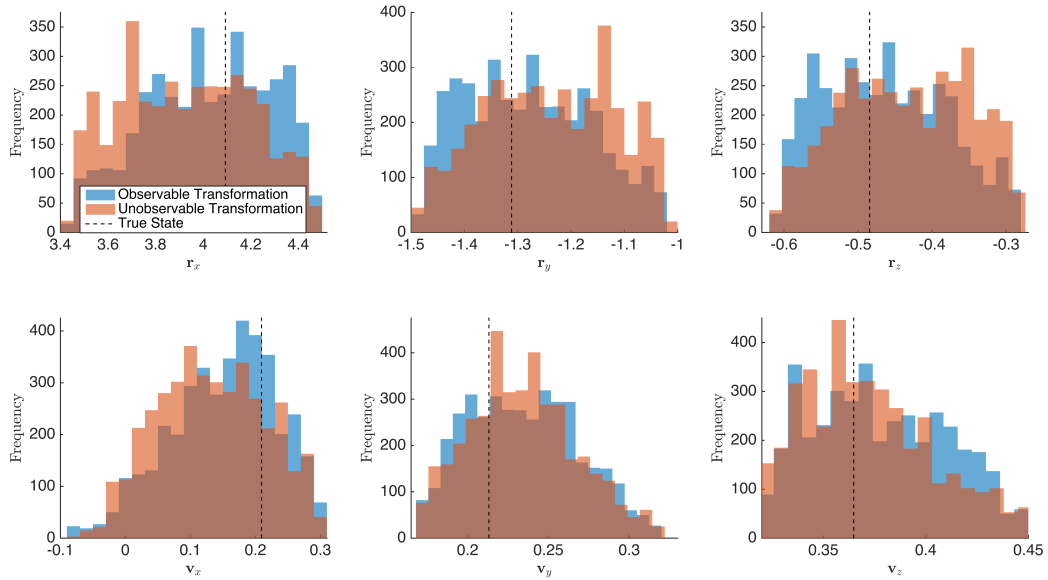 350
300
250
200
150
100
50
0
Frequency
3.4 3.6 3.8 4 4.2 4.4
r_x
Observable Transformation
Unobservable Transformation
True State
400
300
200
100
0
Frequency
-1.5 -1.4 -1.3 -1.2 -1.1 -1
r_y
350
300
250
200
150
100
50
0
Frequency
-0.6 -0.5 -0.4 -0.3
r_z
400
300
200
100
0
Frequency
-0.1 0 0.1 0.2 0.3
v_x
400
300
200
100
0
Frequency
0.2 0.25 0.3
v_y
400
300
200
100
0
Frequency
0.35 0.4 0.45
v_z